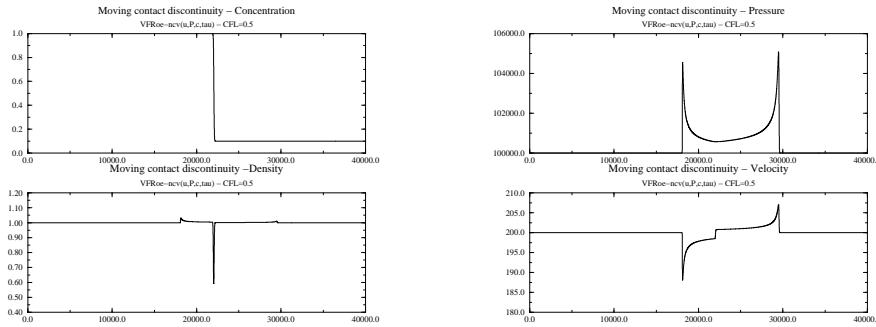 Moving contact discontinuity – Concentration
VFRoe−ncv(u,P,c,tau) – CFL=0.5
1.0
0.8
0.6
0.4
0.2
0.0
0.0 10000.0 20000.0 30000.0 40000.0
Moving contact discontinuity – Pressure
VFRoe−ncv(u,P,c,tau) – CFL=0.5
106000.0
104000.0
102000.0
100000.0
0.0 10000.0 20000.0 30000.0 40000.0
Moving contact discontinuity –Density
VFRoe−ncv(u,P,c,tau) – CFL=0.5
1.20
1.10
1.00
0.90
0.80
0.70
0.60
0.50
0.40
0.0 10000.0 20000.0 30000.0 40000.0
Moving contact discontinuity – Velocity
VFRoe−ncv(u,P,c,tau) – CFL=0.5
210.0
205.0
200.0
195.0
190.0
185.0
180.0
0.0 10000.0 20000.0 30000.0 40000.0